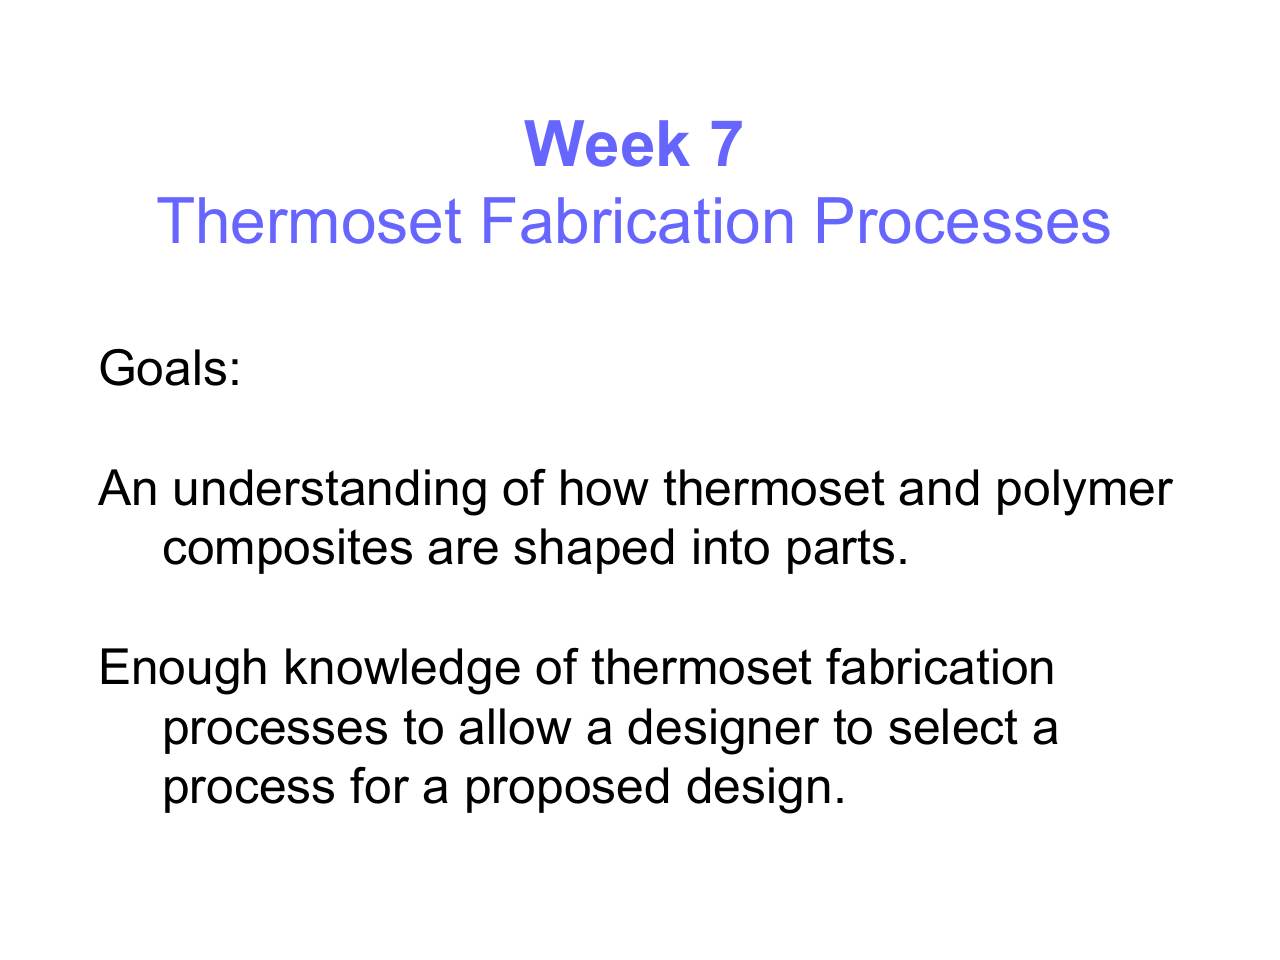 Week 7
Thermoset Fabrication Processes
Goals:
An understanding of how thermoset and polymer
composites are shaped into parts.
Enough knowledge of thermoset fabrication
processes to allow a designer to select a
process for a proposed design.